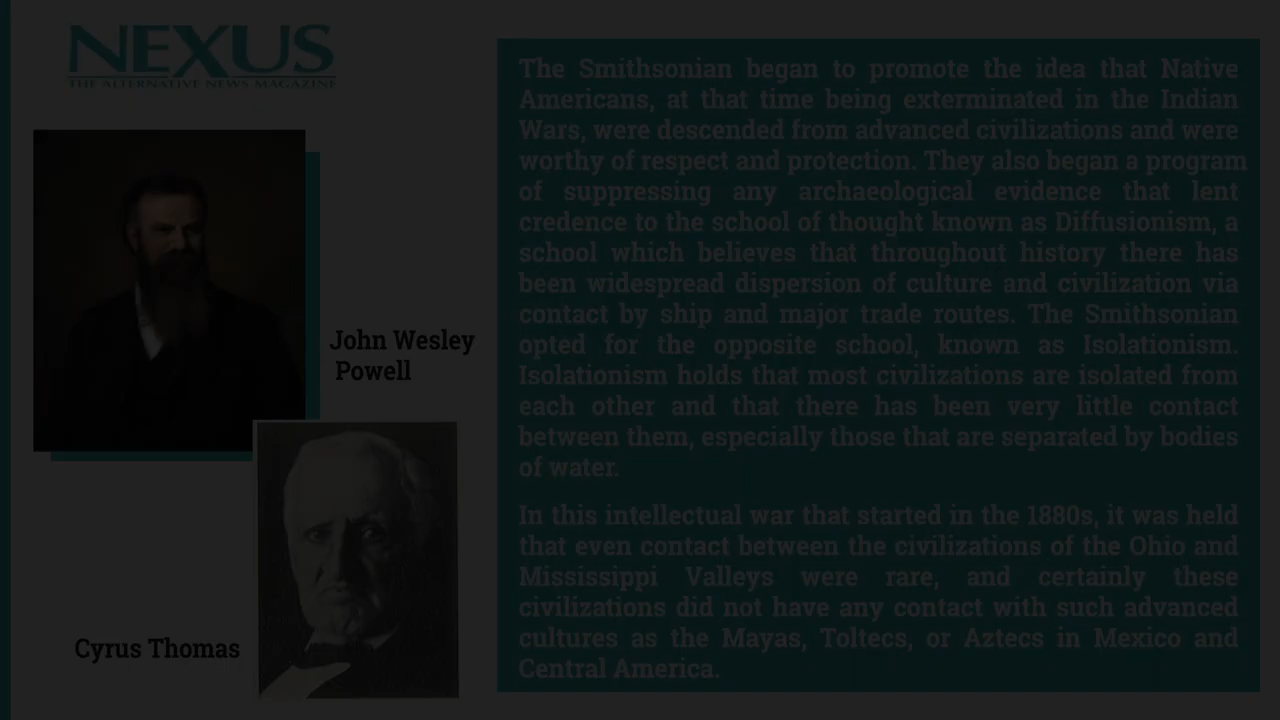 NEXUS
THE ALTERNATIVE NEWS MAGAZINE
John Wesley
Powell
Cyrus Thomas
The Smithsonian began to promote the idea that Native
Americans, at that time being exterminated in the Indian
Wars, were descended from advanced civilizations and were
worthy of respect and protection. They also began a program
of suppressing any archaeological evidence that lent
credence to the school of thought known as Diffusionism, a
school which believes that throughout history there has
been widespread dispersion of culture and civilization via
contact by ship and major trade routes. The Smithsonian
opted for the opposite school, known as Isolationism.
Isolationism holds that most civilizations are isolated from
each other and that there has been very little contact
between them, especially those that are separated by bodies
of water.
In this intellectual war that started in the 1880s, it was held
that even contact between the civilizations of the Ohio and
Mississippi Valleys were rare, and certainly these
civilizations did not have any contact with such advanced
cultures as the Mayas, Toltecs, or Aztecs in Mexico and
Central America.